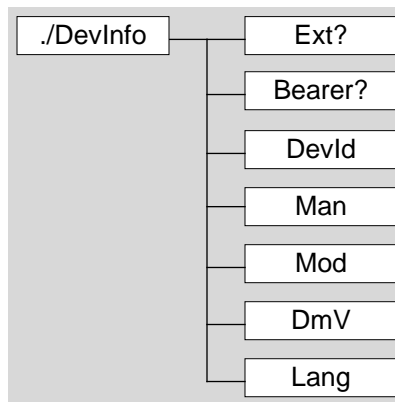 ./DevInfo
Ext?
Bearer?
DevId
Man
Mod
DmV
Lang